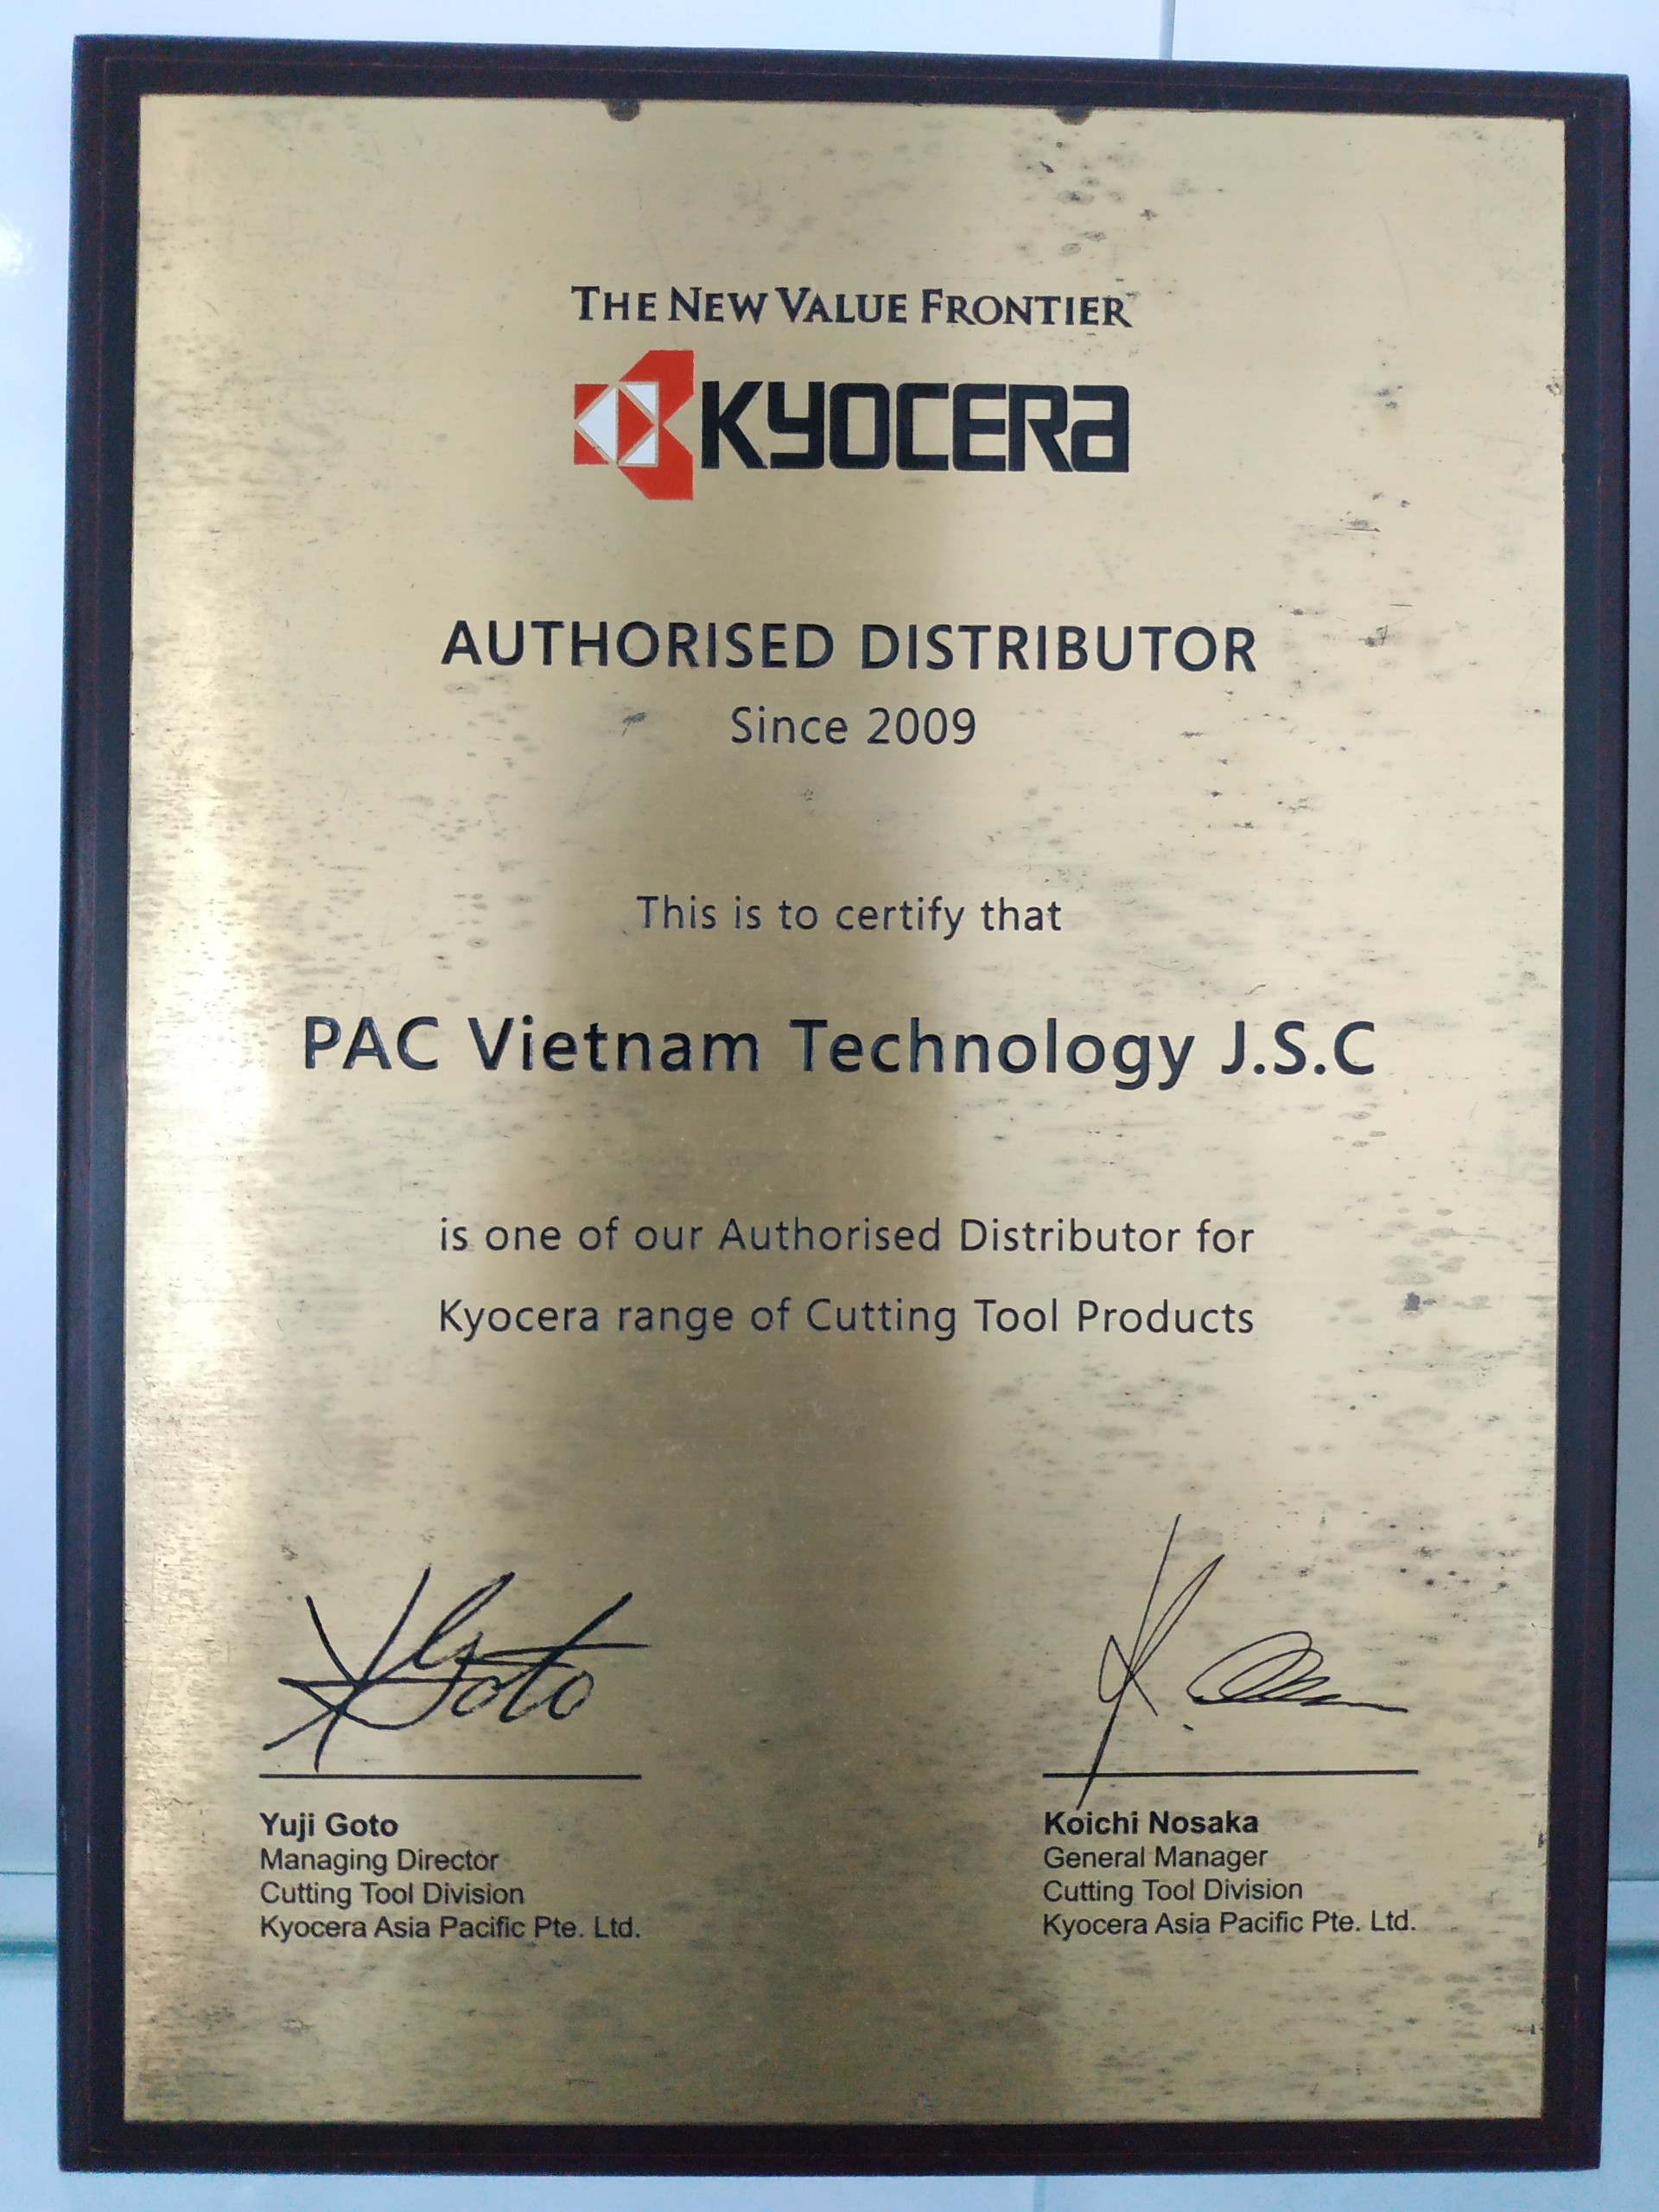 THE NEW VALUE FRONTIER
KYOCERA
AUTHORISED DISTRIBUTOR
Since 2009
This is to certify that
PAC Vietnam Technology J.S.C
is one of our Authorised Distributor for
Kyocera range of Cutting Tool Products
Goto
Yuji Goto
Managing Director
Cutting Tool Division
Kyocera Asia Pacific Pte. Ltd.
Koichi Nosaka
General Manager
Cutting Tool Division
Kyocera Asia Pacific Pte. Ltd.